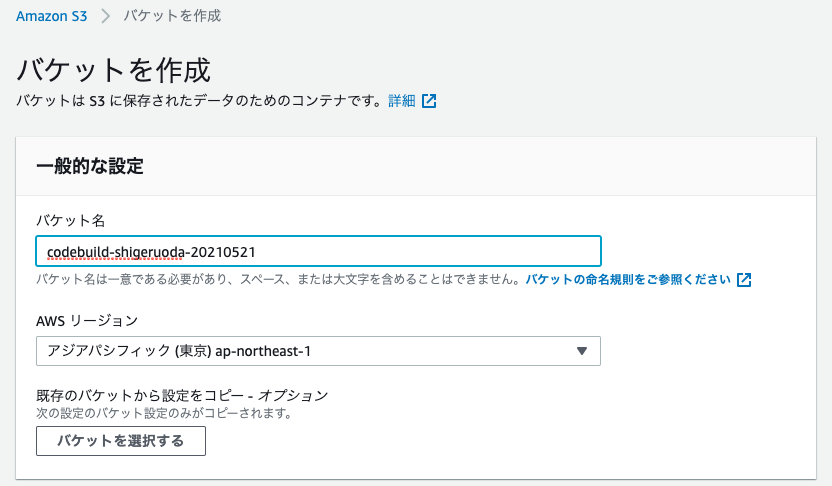 Amazon S3 > バケットを作成
バケットを作成
バケットは S3 に保存されたデータのためのコンテナです。詳細
一般的な設定
バケット名
codebuild-shigeruoda-20210521
バケット名は一意である必要があり、スペース、または大文字を含めることはできません。バケットの命名規則をご参照ください
AWS リージョン
アジアパシフィック (東京) ap-northeast-1
既存のバケットから設定をコピー - オプション
次の設定のバケット設定のみがコピーされます。
バケットを選択する